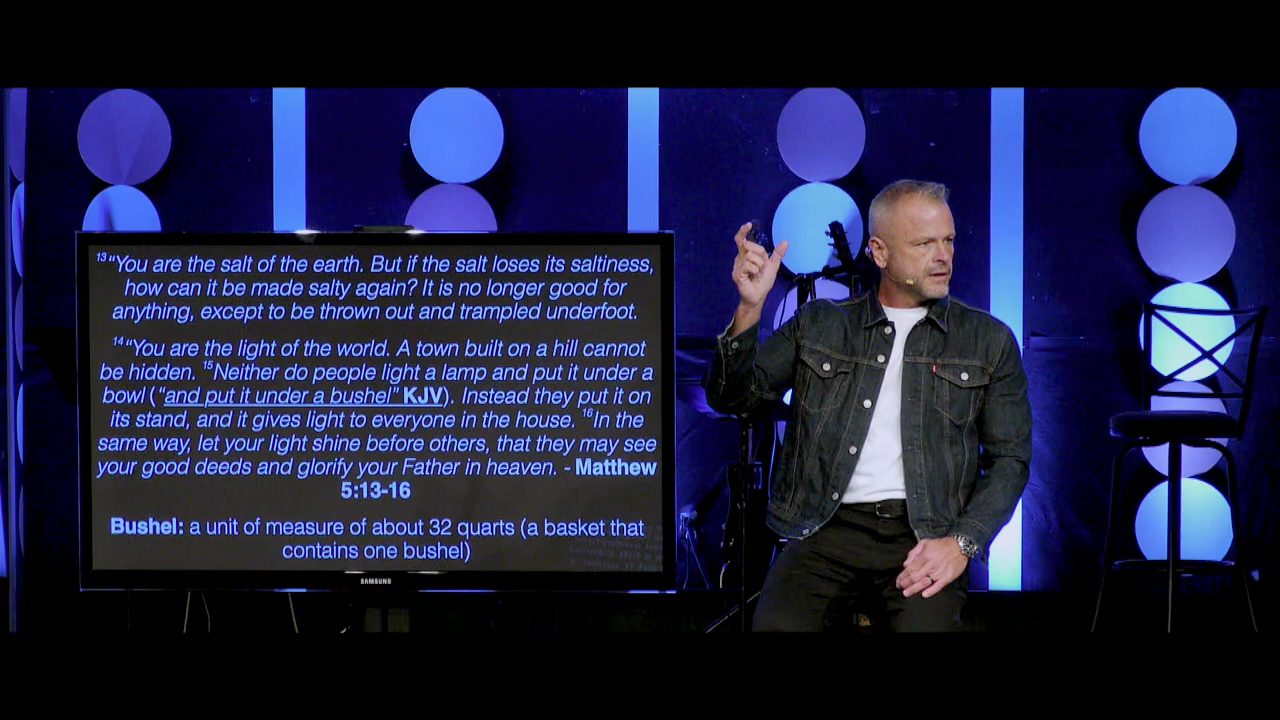 13“You are the salt of the earth. But if the salt loses its saltiness,
how can it be made salty again? It is no longer good for
anything, except to be thrown out and trampled underfoot.
14“You are the light of the world. A town built on a hill cannot
be hidden. 15Neither do people light a lamp and put it under a
bowl (“and put it under a bushel” KJV). Instead they put it on
its stand, and it gives light to everyone in the house. 16In the
same way, let your light shine before others, that they may see
your good deeds and glorify your Father in heaven. - Matthew
5:13-16
Bushel: a unit of measure of about 32 quarts (a basket that
contains one bushel)
SAMSUNG